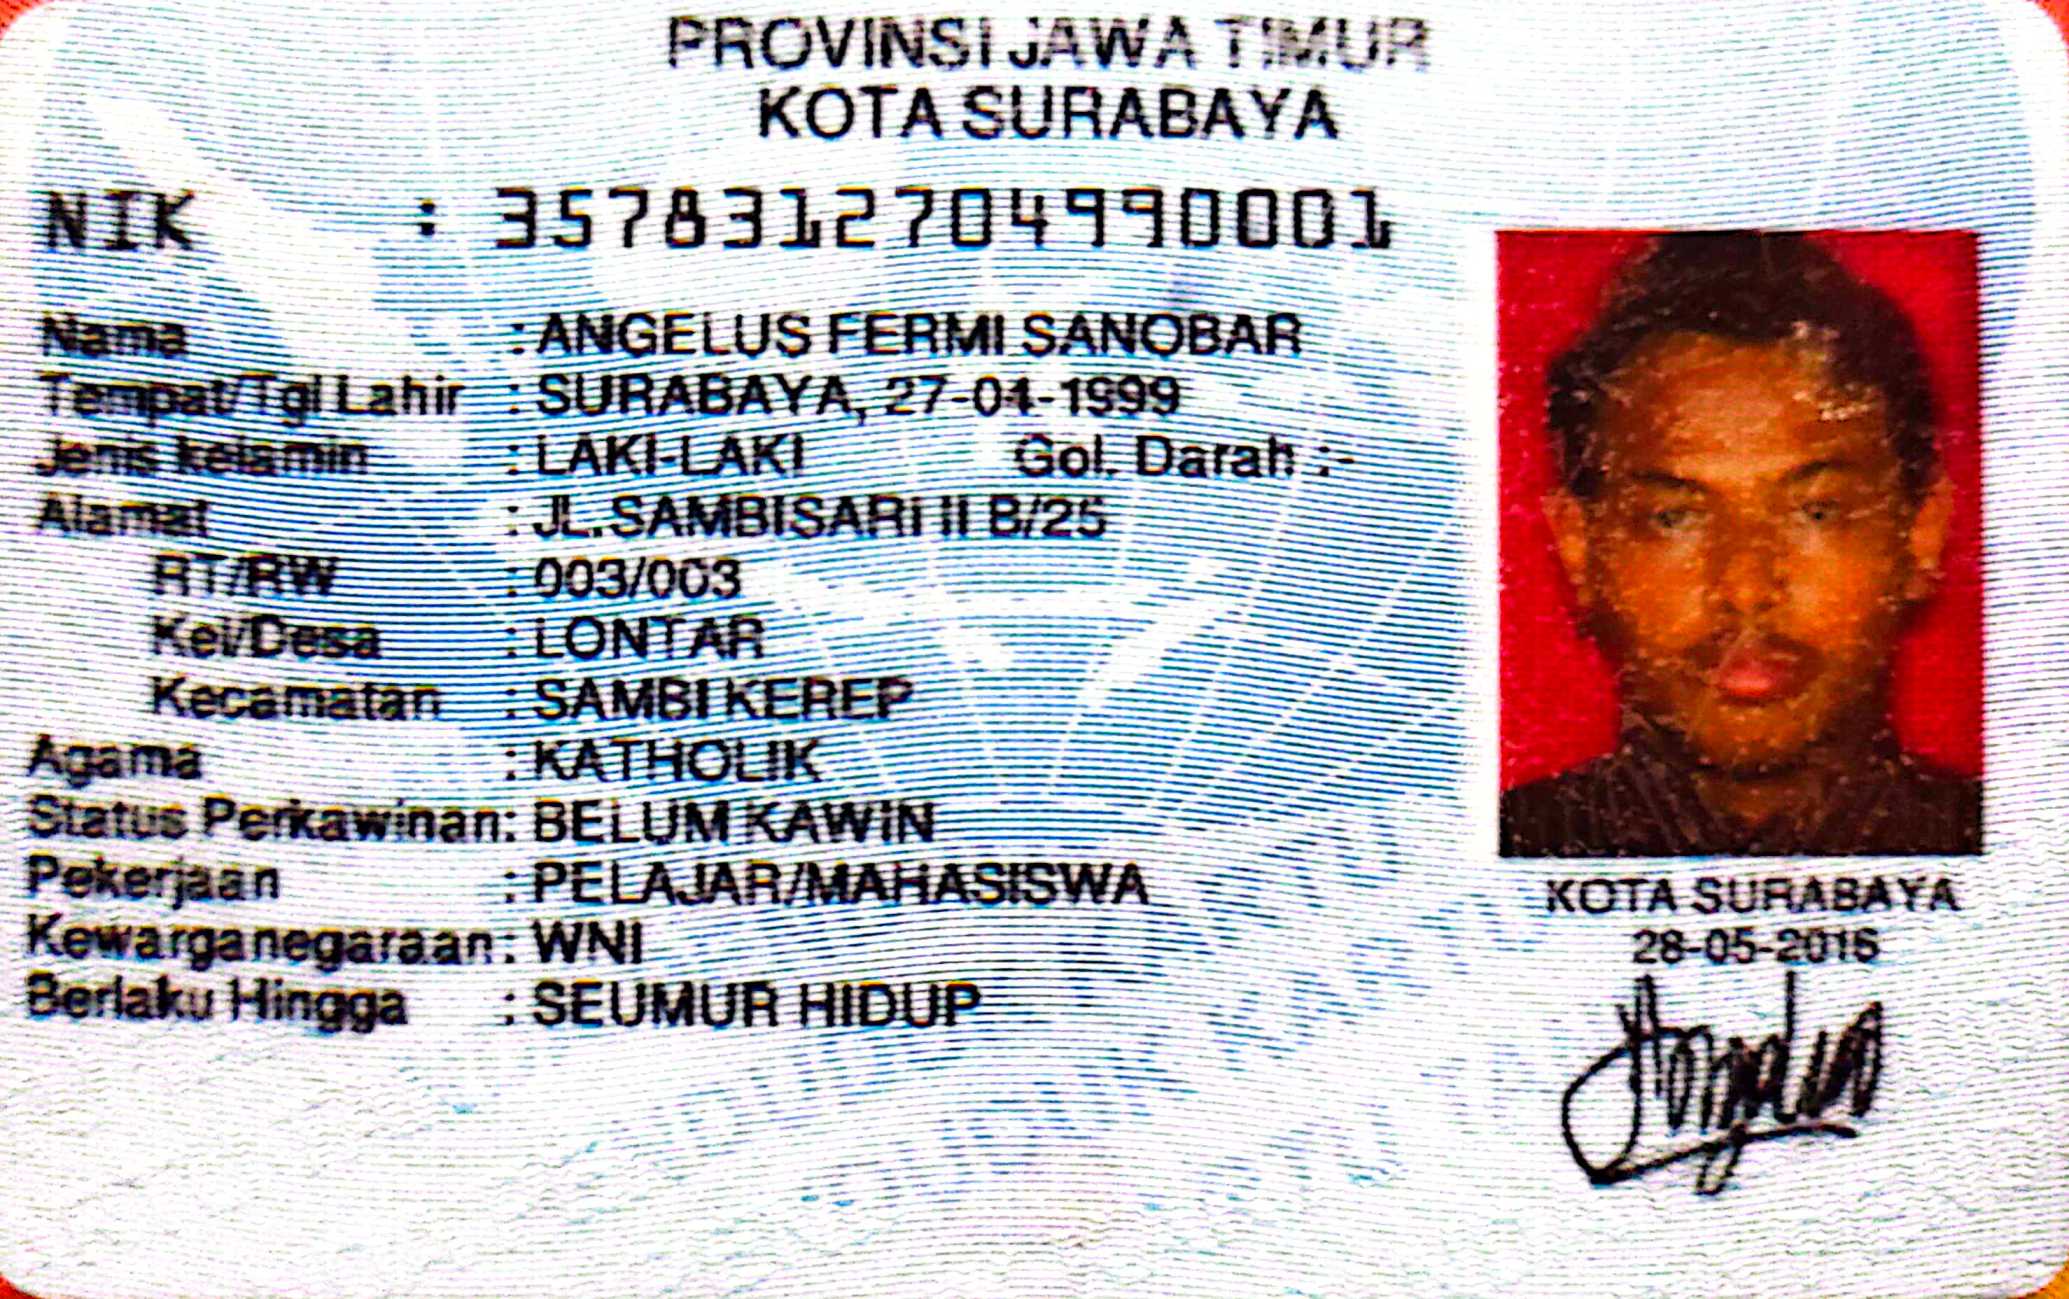 PROVINSI JAWA TIMUR
KOTA SURABAYA
NIK : 3578312704990001
Nama : ANGELUS FERMI SANOBAR
Tempat/Tgl Lahir : SURABAYA, 27-04-1999
Jenis kelamin : LAKI-LAKI Gol. Darah : -
Alamat : JL.SAMBISARI II B/25
RT/RW : 003/003
Kel/Desa : LONTAR
Kecamatan : SAMBI KEREP
Agama : KATHOLIK
Status Perkawinan: BELUM KAWIN
Pekerjaan : PELAJAR/MAHASISWA
Kewarganegaraan: WNI
Berlaku Hingga : SEUMUR HIDUP
KOTA SURABAYA
28-05-2016